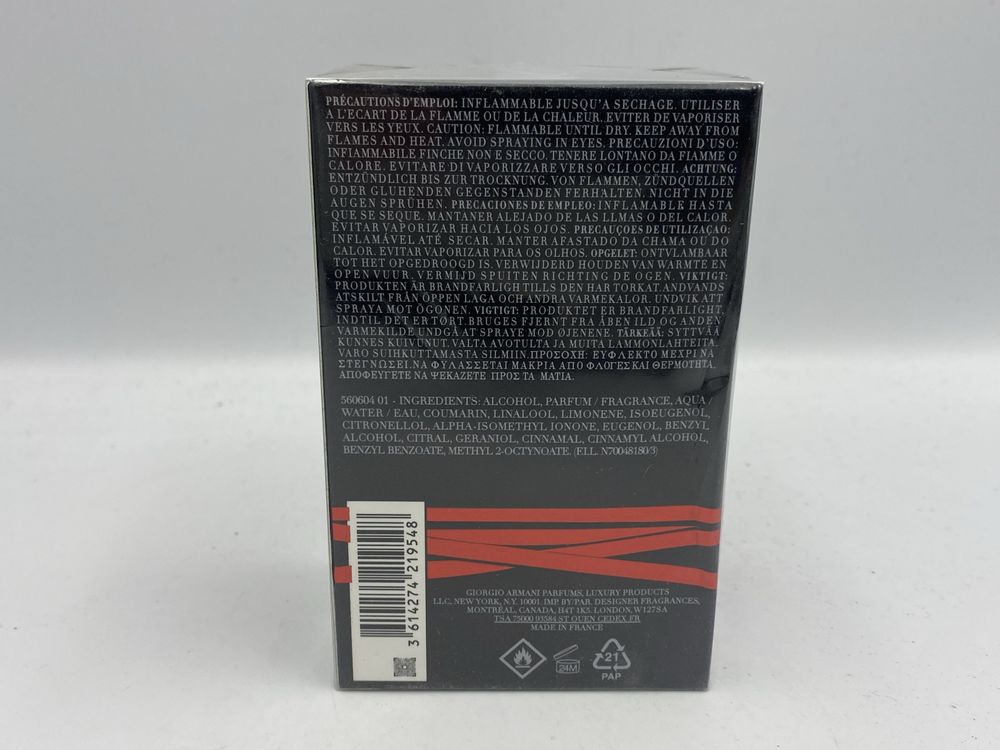 PRÉCAUTIONS D'EMPLOI: INFLAMMABLE JUSQU'A SECHAGE. UTILISER
A L'ECART DE LA FLAMME OU DE LA CHALEUR. EVITER DE VAPORISER
VERS LES YEUX. CAUTION: FLAMMABLE UNTIL DRY. KEEP AWAY FROM
FLAMES AND HEAT. AVOID SPRAYING IN EYES. PRECAUZIONI D'USO:
INFIAMMABILE FINCHE NON E SECCO. TENERE LONTANO DA FIAMME O
CALORE. EVITARE DI VAPORIZZARE VERSO GLI OCCHI. ACHTUNG:
ENTZÜNDLICH BIS ZUR TROCKNUNG. VON FLAMMEN, ZÜNDQUELLEN
ODER GLUHENDEN GEGENSTANDEN FERHALTEN. NICHT IN DIE
AUGEN SPRÜHEN. PRECACIONES DE EMPLEO: INFLAMABLE HASTA
QUE SE SEQUE. MANTANER ALEJADO DE LAS LLMAS O DEL CALOR.
EVITAR VAPORIZAR HACIA LOS OJOS. PRECAUÇOES DE UTILIZAÇAO:
INFLAMÁVEL ATÉ SECAR. MANTER AFASTADO DA CHAMA OU DO
CALOR. EVITAR VAPORIZAR PARA OS OLHOS. OPGELET: ONTVLAMBAAR
TOT HET OPGEDROOGD IS. VERWIJDERD HOUDEN VAN WARMTE EN
OPEN VUUR. VERMIJD SPUITEN RICHTING DE OGEN. VIKTIGT:
PRODUKTEN ÄR BRANDFARLIGH TILLS DEN HAR TORKAT. ANDVANDS
ATSKILT FRÅN ÖPPEN LAGA OCH ANDRA VARMEKALOR. UNDVIK ATT
SPRAYA MOT ÖGONEN. VIGTIGT: PRODUKTET ER BRANDFARLIGHT,
INDTIL DET ER TØRT. BRUGES FJERNT FRA ÅBEN ILD OG ANDEN
VARMEKILDE UNDGÅ AT SPRAYE MOD ØJENENE. TÄRKEÄÄ. SYTTVÄÄ
KUNNES KUIVUNUT. VALTA AVOTULTA JA MUITA LAMMONLAHTEITA.
VARO SUIHKUTTAMASTA SILMIIN. ΠΡΟΣΟΧΗ: ΕΥΦΛΕΚΤΟ ΜΕΧΡΙ ΝΑ
ΣΤΕΓΝΩΣΕΙ. ΝΑ ΦΥΛΑΣΣΕΤΑΙ ΜΑΚΡΙΑ ΑΠΟ ΦΛΟΓΕΣ ΚΑΙ ΘΕΡΜΟΤΗΤΑ.
ΑΠΟΦΕΥΓΕΤΕ ΝΑ ΨΕΚΑΖΕΤΕ ΠΡΟΣ ΤΑ ΜΑΤΙΑ.
560604 01 - INGREDIENTS: ALCOHOL, PARFUM / FRAGRANCE, AQUA /
WATER / EAU, COUMARIN, LINALOOL, LIMONENE, ISOEUGENOL,
CITRONELLOL, ALPHA-ISOMETHYL IONONE, EUGENOL, BENZYL
ALCOHOL, CITRAL, GERANIOL, CINNAMAL, CINNAMYL ALCOHOL,
BENZYL BENZOATE, METHYL 2-OCTYNOATE. (F.I.L. N70048180/3)
3 614274 219548
GIORGIO ARMANI PARFUMS, LUXURY PRODUCTS
LLC, NEW YORK, N.Y. 10001. IMP BY/PAR. DESIGNER FRAGRANCES,
MONTRÉAL, CANADA, H4T 1K5. LONDON, W127SA
TSA 75000 93584 ST OUEN CEDEX, FR
MADE IN FRANCE
24M
21
PAP